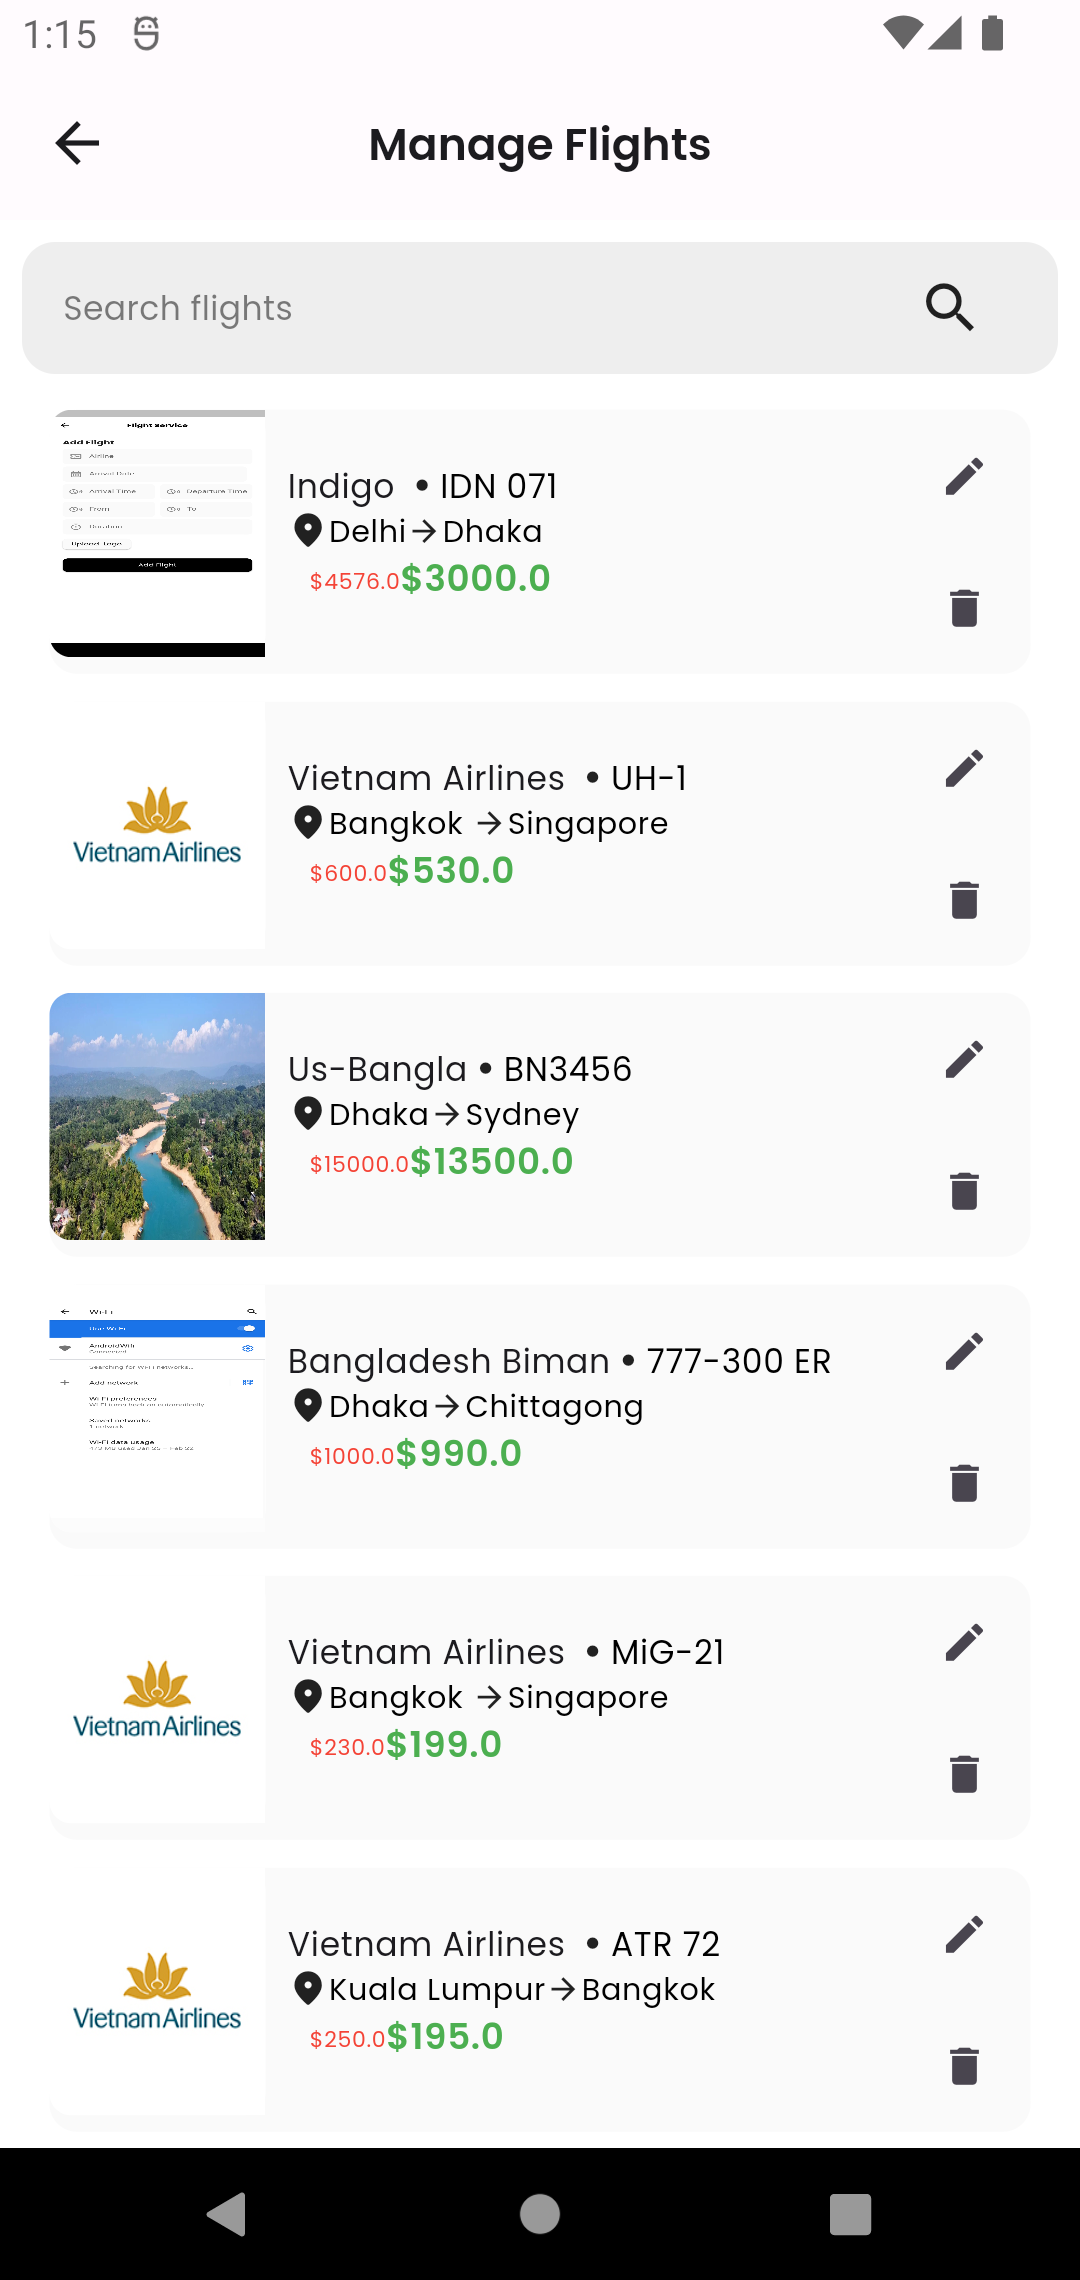 1:15
Manage Flights
Search flights
Flight Service
Add Flight
Airline
Arrival Date
Arrival Time Departure Time
From To
Duration
Upload Logo
Add Flight
Indigo • IDN 071
Delhi→Dhaka
$4576.0$3000.0
Vietnam Airlines
Vietnam Airlines • UH-1
Bangkok →Singapore
$600.0$530.0
Us-Bangla • BN3456
Dhaka→Sydney
$15000.0$13500.0
Wi-Fi
Use Wi-Fi
AndroidWifi
Connected
Searching for Wi-Fi networks...
Add network
Wi-Fi preferences
Saved networks
1 network
Wi-Fi data usage
Bangladesh Biman • 777-300 ER
Dhaka→Chittagong
$1000.0$990.0
Vietnam Airlines
Vietnam Airlines • MiG-21
Bangkok →Singapore
$230.0$199.0
Vietnam Airlines
Vietnam Airlines • ATR 72
Kuala Lumpur→Bangkok
$250.0$195.0